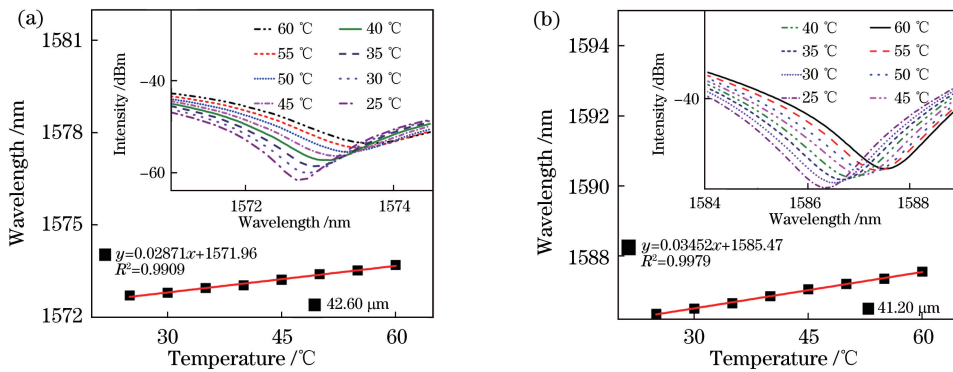 (a)
1581
1578
1575
1572
Wavelength /nm
30
45
60
Temperature /℃
y=0.02871x+1571.96
R²=0.9909
42.60 μm
−40
−60
Intensity /dBm
1572
1574
Wavelength /nm
60 ℃
55 ℃
50 ℃
45 ℃
40 ℃
35 ℃
30 ℃
25 ℃
(b)
1594
1592
1590
1588
Wavelength /nm
30
45
60
Temperature /℃
y=0.03452x+1585.47
R²=0.9979
41.20 μm
−40
Intensity /dBm
1584
1586
1588
Wavelength /nm
40 ℃
35 ℃
30 ℃
25 ℃
60 ℃
55 ℃
50 ℃
45 ℃